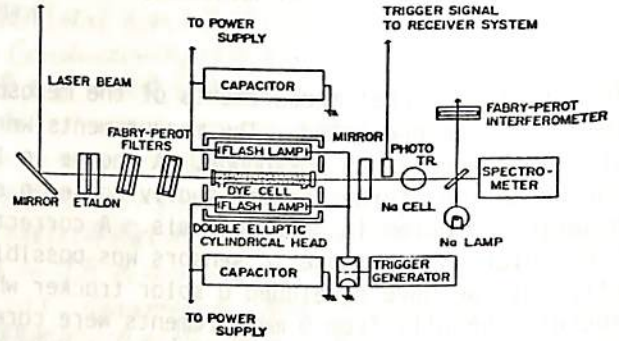 TO POWER
SUPPLY
TRIGGER SIGNAL
TO RECEIVER SYSTEM
LASER BEAM
CAPACITOR
FABRY-PEROT
INTERFEROMETER
FABRY-PEROT
FILTERS
MIRROR
PHOTO
TR.
FLASH LAMP
DYE CELL
FLASH LAMP
SPECTRO-
METER
MIRROR
ETALON
Na CELL
Na LAMP
DOUBLE ELLIPTIC
CYLINDRICAL HEAD
CAPACITOR
TRIGGER
GENERATOR
TO POWER
SUPPLY